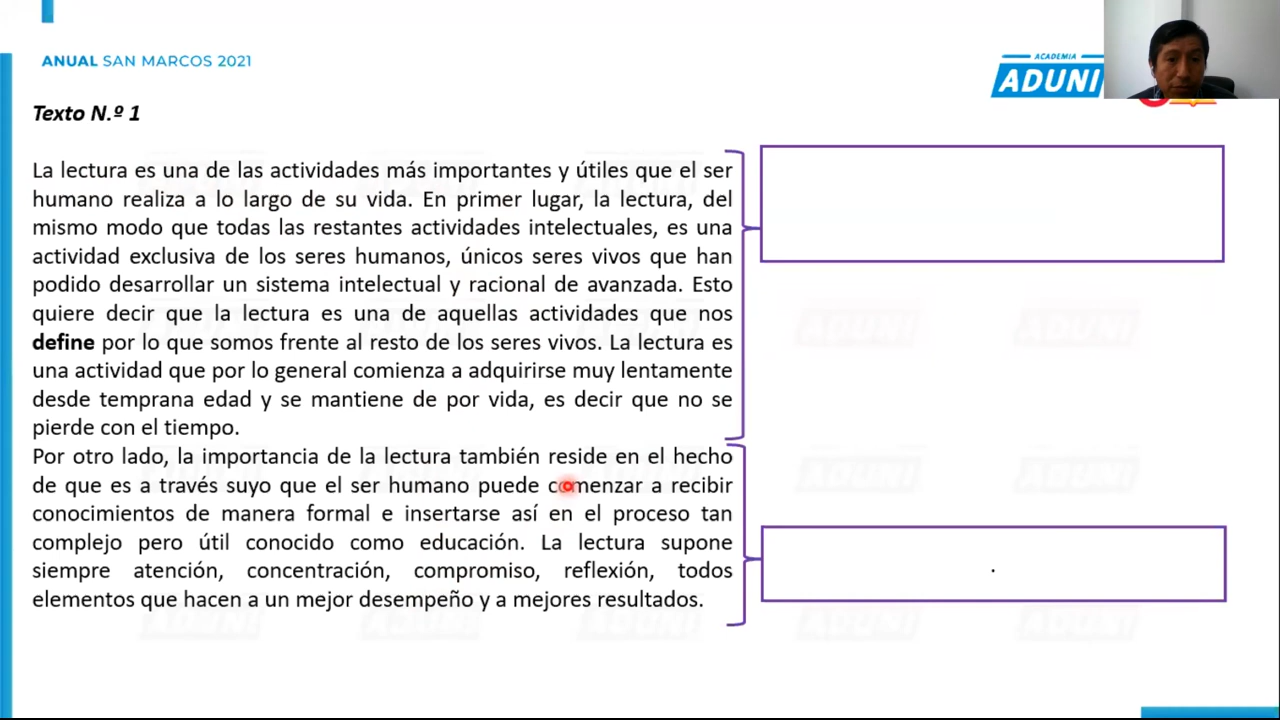 ANUAL SAN MARCOS 2021
ACADEMIA
ADUNI
Texto N.º 1
La lectura es una de las actividades más importantes y útiles que el ser
humano realiza a lo largo de su vida. En primer lugar, la lectura, del
mismo modo que todas las restantes actividades intelectuales, es una
actividad exclusiva de los seres humanos, únicos seres vivos que han
podido desarrollar un sistema intelectual y racional de avanzada. Esto
quiere decir que la lectura es una de aquellas actividades que nos
define por lo que somos frente al resto de los seres vivos. La lectura es
una actividad que por lo general comienza a adquirirse muy lentamente
desde temprana edad y se mantiene de por vida, es decir que no se
pierde con el tiempo.
Por otro lado, la importancia de la lectura también reside en el hecho
de que es a través suyo que el ser humano puede comenzar a recibir
conocimientos de manera formal e insertarse así en el proceso tan
complejo pero útil conocido como educación. La lectura supone
siempre atención, concentración, compromiso, reflexión, todos
elementos que hacen a un mejor desempeño y a mejores resultados.
.